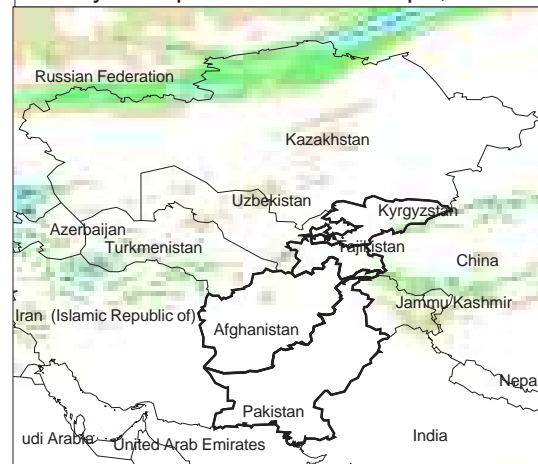 Russian Federation
Kazakhstan
Uzbekistan
Kyrgyzstan
Azerbaijan
Turkmenistan
Tajikistan
China
Jammu/Kashmir
Iran (Islamic Republic of)
Afghanistan
Nepa
Pakistan
udi Arabia
United Arab Emirates
India